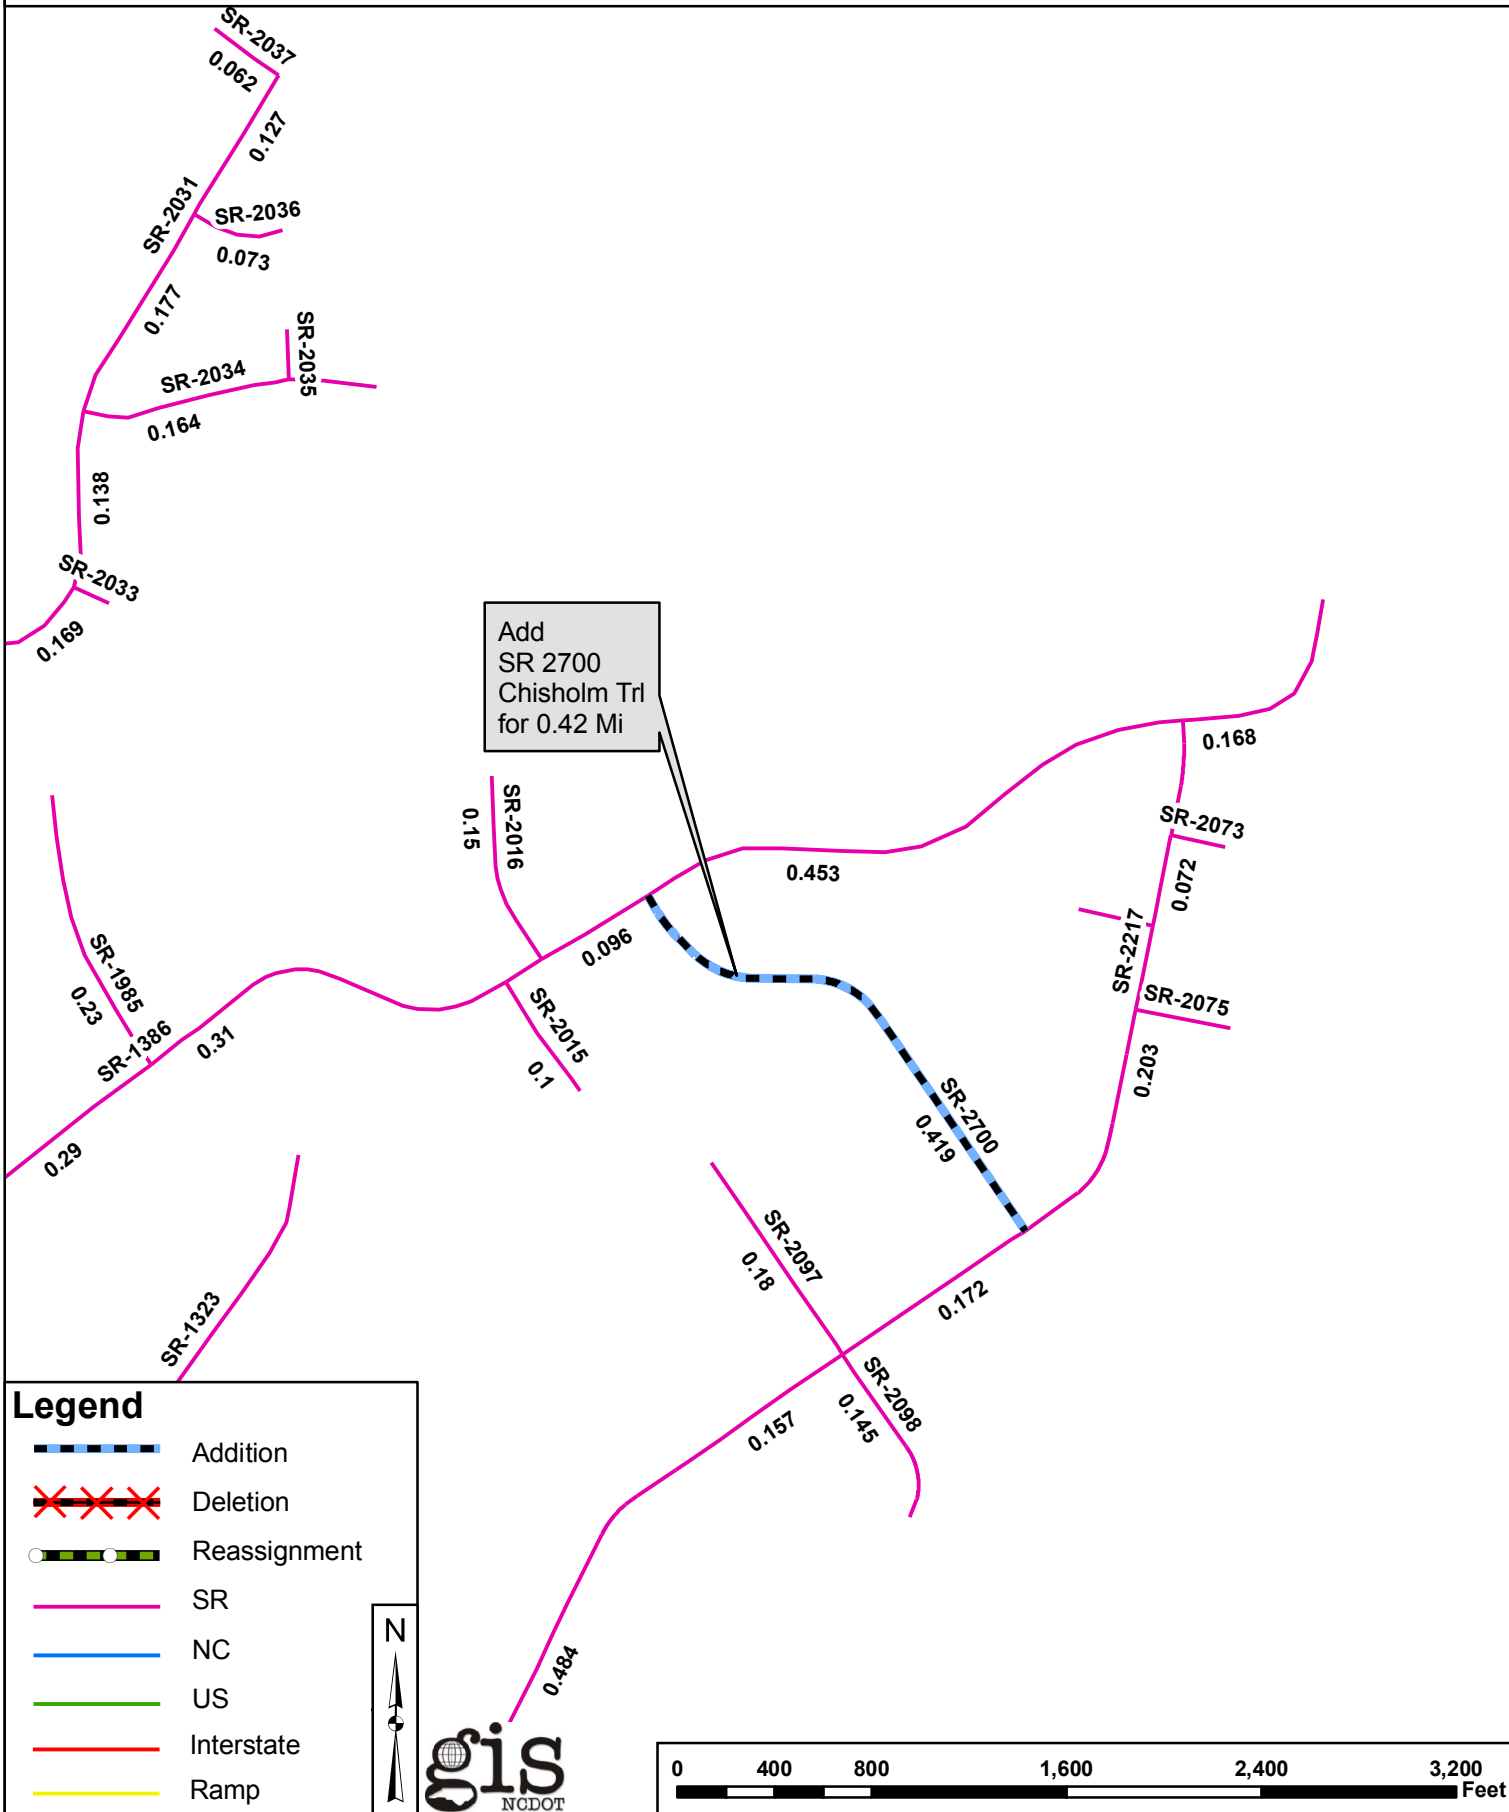 SR-2037
0.062
0.127
SR-2031
SR-2036
0.073
0.177
SR-2035
SR-2034
0.164
0.138
SR-2033
0.169
Add
SR 2700
Chisholm Trl
for 0.42 Mi
0.168
SR-2016
0.15
SR-2073
0.453
0.072
SR-2217
0.096
SR-1985
0.23
SR-2075
SR-2015
0.1
SR-1386
0.31
0.203
SR-2700
0.419
0.29
SR-2097
0.18
0.172
SR-1323
SR-2098
0.145
0.157
0.484
Legend
Addition
Deletion
Reassignment
SR
NC
US
Interstate
Ramp
N
gis
NCDOT
0 400 800 1,600 2,400 3,200
Feet